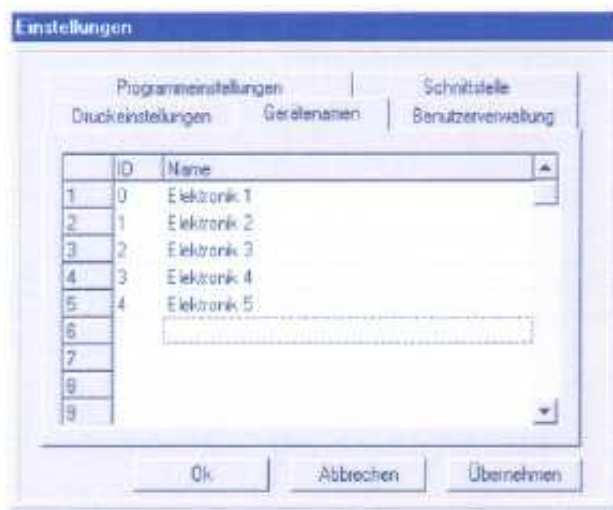 Einstellungen
Programmeinstellungen Schnittstelle
Druckeinstellungen Gerätenamen Benutzerverwaltung
ID Name
1 0 Elektronik 1
2 1 Elektronik 2
3 2 Elektronik 3
4 3 Elektronik 4
5 4 Elektronik 5
6
7
8
9
Ok Abbrechen Übernehmen